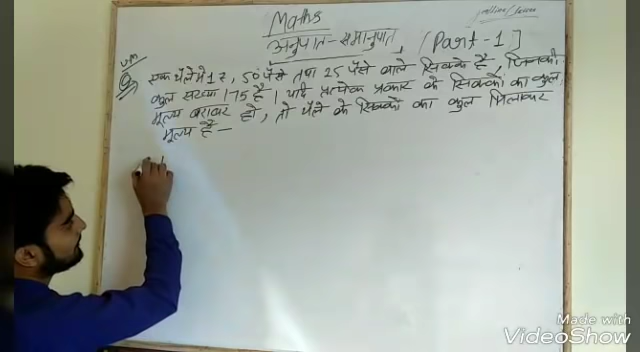 Maths
अनुपात-समानुपात, (Part-1]
Q. एक थैले मे 1 रु, 50 पैसे तथा 25 पैसे वाले सिक्के हैं, जिनकी
कुल संख्या 175 है। यदि प्रत्येक प्रकार के सिक्कों का कुल
मूल्य बराबर हो, तो थैले के सिक्कों का कुल मिलाकर
मूल्य है -
Made with
VideoShow